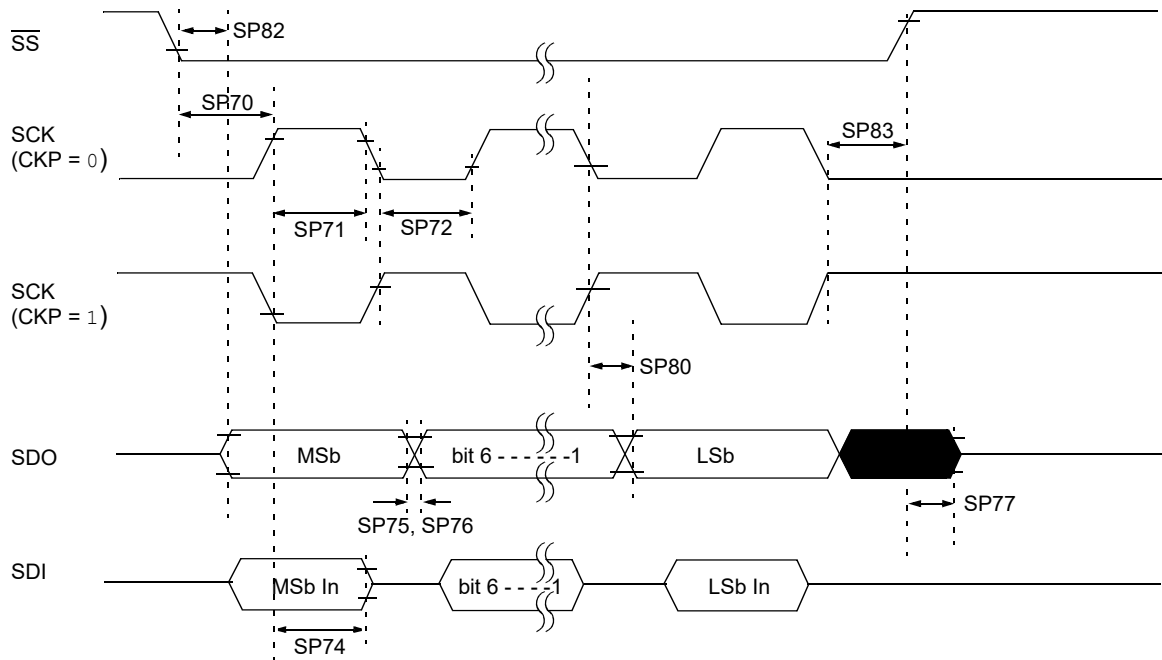 SS
SP82
SP70
SCK
(CKP = 0)
SP83
SP71
SP72
SCK
(CKP = 1)
SP80
SDO
MSb
bit 6 - - - - - - -1
LSb
SP75, SP76
SP77
SDI
MSb In
bit 6 - - - - -1
LSb In
SP74